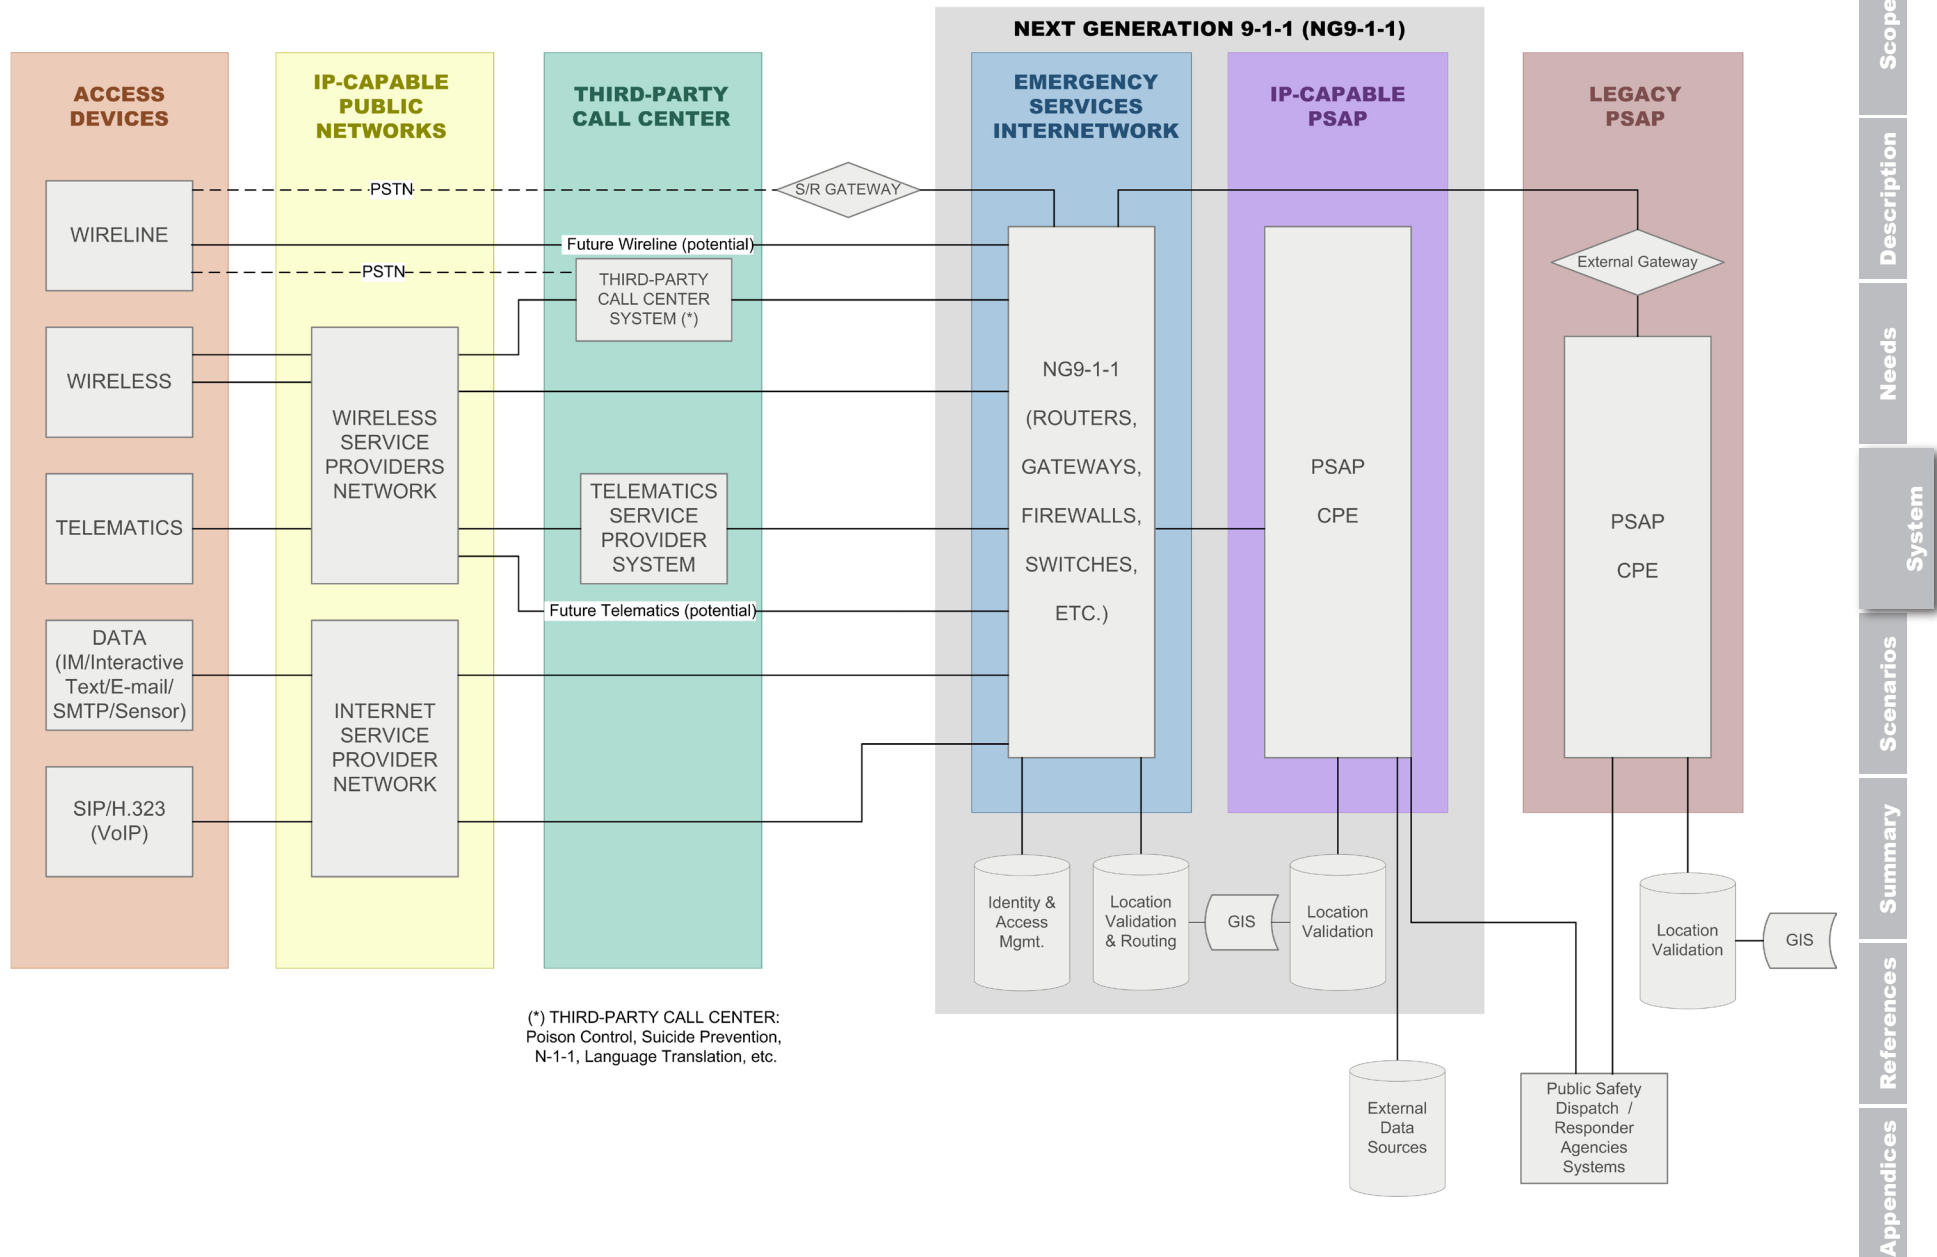 NEXT GENERATION 9-1-1 (NG9-1-1)
ACCESS
DEVICES
IP-CAPABLE
PUBLIC
NETWORKS
THIRD-PARTY
CALL CENTER
EMERGENCY
SERVICES
INTERNETWORK
IP-CAPABLE
PSAP
LEGACY
PSAP
WIRELINE
WIRELESS
TELEMATICS
DATA
(IM/Interactive
Text/E-mail/
SMTP/Sensor)
SIP/H.323
(VoIP)
PSTN
PSTN
WIRELESS
SERVICE
PROVIDERS
NETWORK
INTERNET
SERVICE
PROVIDER
NETWORK
S/R GATEWAY
Future Wireline (potential)
THIRD-PARTY
CALL CENTER
SYSTEM (*)
TELEMATICS
SERVICE
PROVIDER
SYSTEM
Future Telematics (potential)
NG9-1-1
(ROUTERS,
GATEWAYS,
FIREWALLS,
SWITCHES,
ETC.)
PSAP
CPE
External Gateway
PSAP
CPE
Identity &
Access
Mgmt.
Location
Validation
& Routing
GIS
Location
Validation
Location
Validation
GIS
(*) THIRD-PARTY CALL CENTER:
Poison Control, Suicide Prevention,
N-1-1, Language Translation, etc.
External
Data
Sources
Public Safety
Dispatch /
Responder
Agencies
Systems
Scope
Description
Needs
System
Scenarios
Summary
References
Appendices